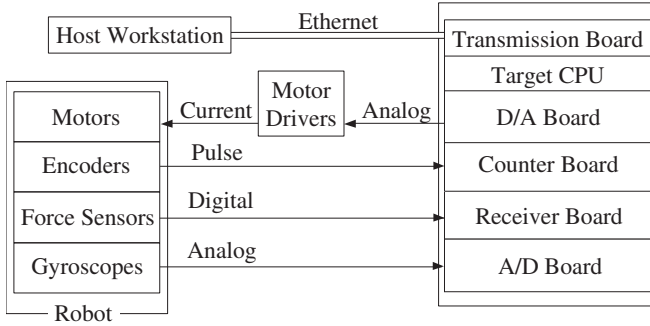 Host Workstation
Ethernet
Transmission Board
Target CPU
D/A Board
Counter Board
Receiver Board
A/D Board
Motor
Drivers
Current
Analog
Motors
Encoders
Force Sensors
Gyroscopes
Pulse
Digital
Analog
Robot